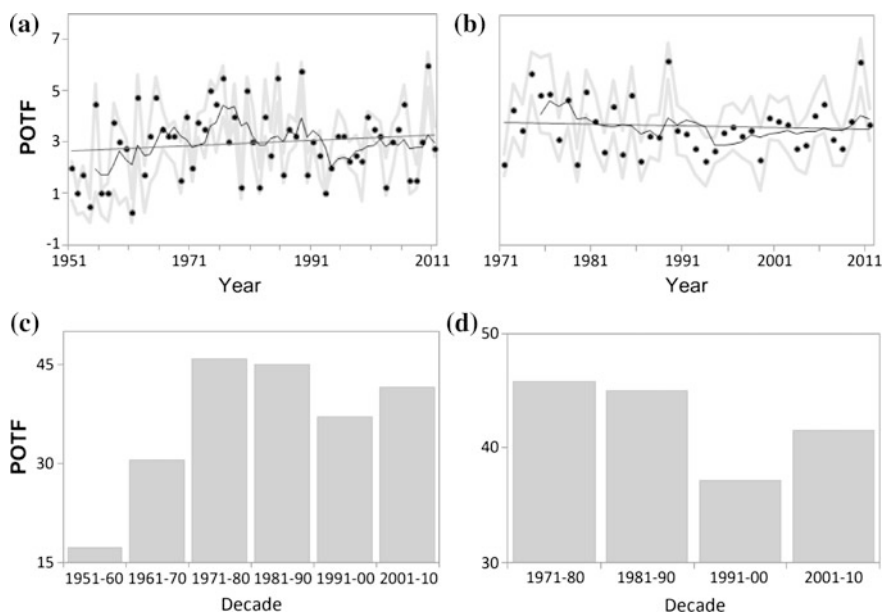 (a)
(b)
7
5
3
1
-1
POTF
1951 1971 1991 2011
Year
1971 1981 1991 2001 2011
Year
(c)
(d)
45
30
15
POTF
1951-60 1961-70 1971-80 1981-90 1991-00 2001-10
Decade
50
40
30
1971-80 1981-90 1991-00 2001-10
Decade